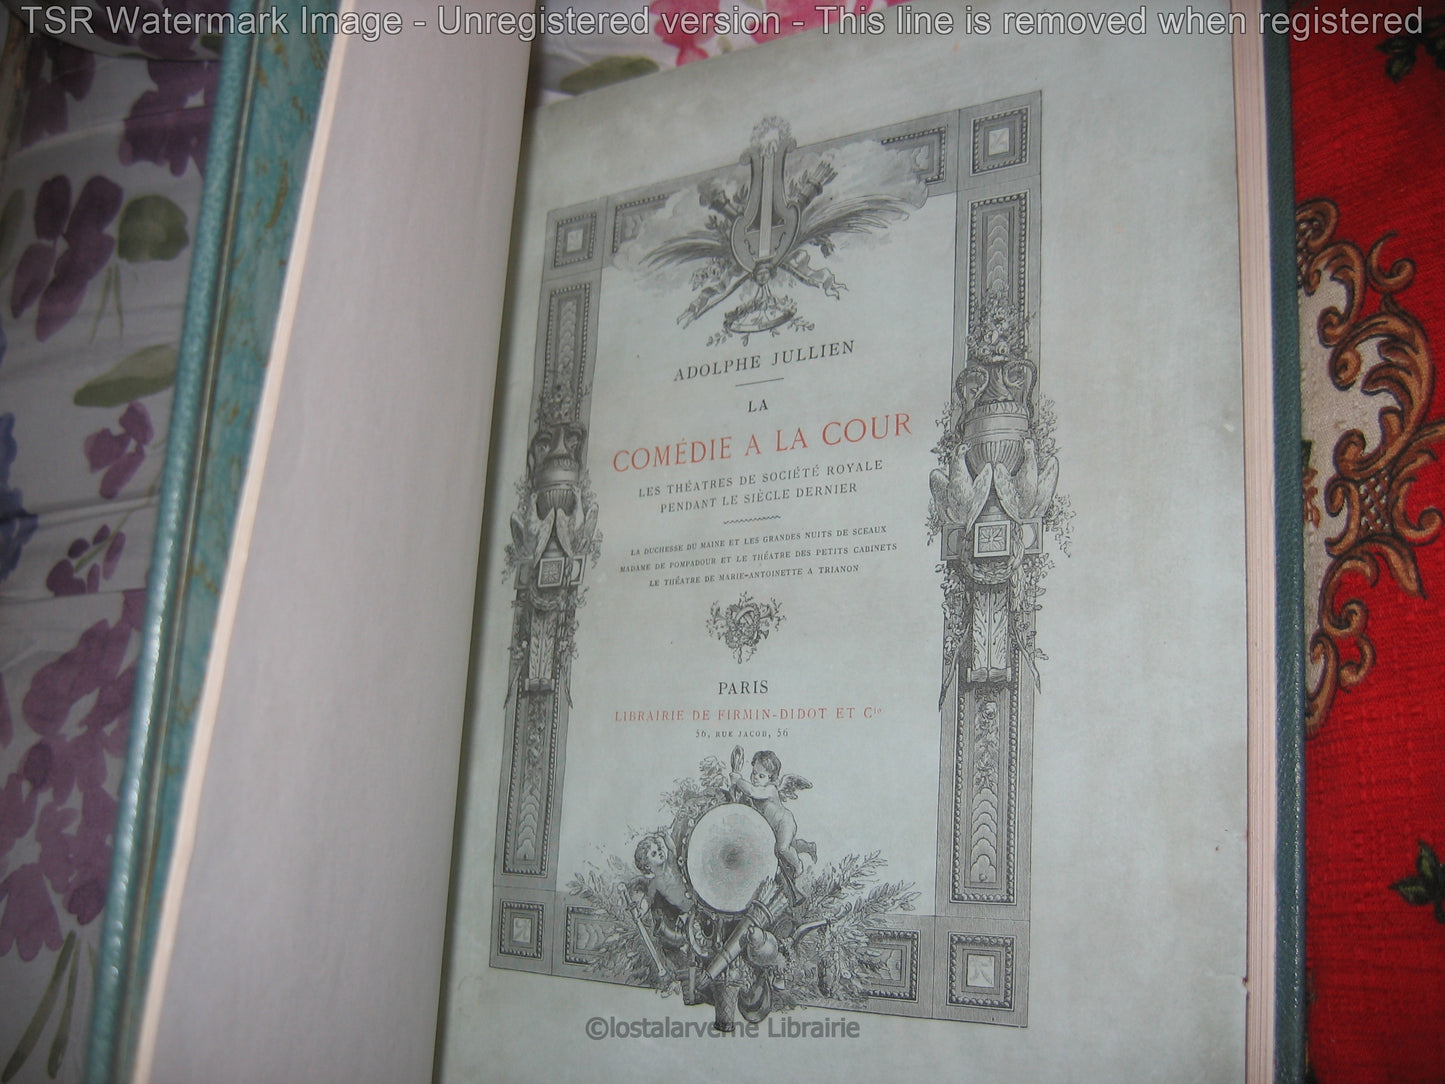 TSR Watermark Image - Unregistered version - This line is removed when registered
ADOLPHE JULLIEN
LA
COMÉDIE A LA COUR
LES THÉATRES DE SOCIÉTÉ ROYALE
PENDANT LE SIÈCLE DERNIER
LA DUCHESSE DU MAINE ET LES GRANDES NUITS DE SCEAUX
MADAME DE POMPADOUR ET LE THÉATRE DES PETITS CABINETS
LE THÉATRE DE MARIE-ANTOINETTE A TRIANON
PARIS
LIBRAIRIE DE FIRMIN-DIDOT ET Cie
56, RUE JACOB, 56
©lostalarverne Librairie